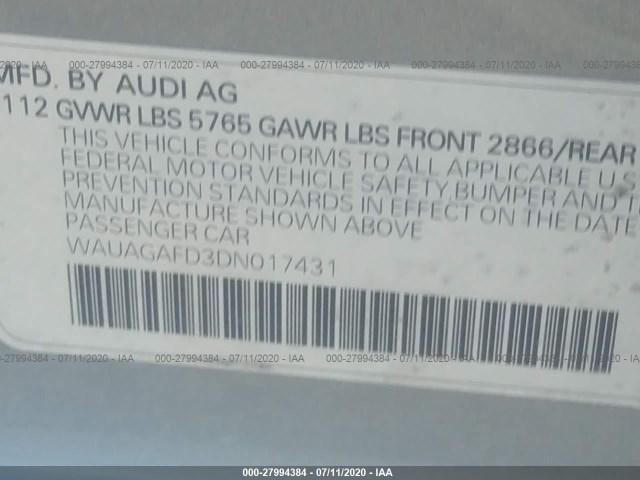 000-27994384 - 07/11/2020 - IAA
MFD. BY AUDI AG
112 GVWR LBS 5765 GAWR LBS FRONT 2866/REAR
THIS VEHICLE CONFORMS TO ALL APPLICABLE U.S.
FEDERAL MOTOR VEHICLE SAFETY BUMPER AND
PREVENTION STANDARDS IN EFFECT ON THE DATE
MANUFACTURE SHOWN ABOVE
PASSENGER CAR
WAUAGAFD3DN017431
000-27994384 - 07/11/2020 - IAA
000-27994384 - 07/11/2020 - IAA